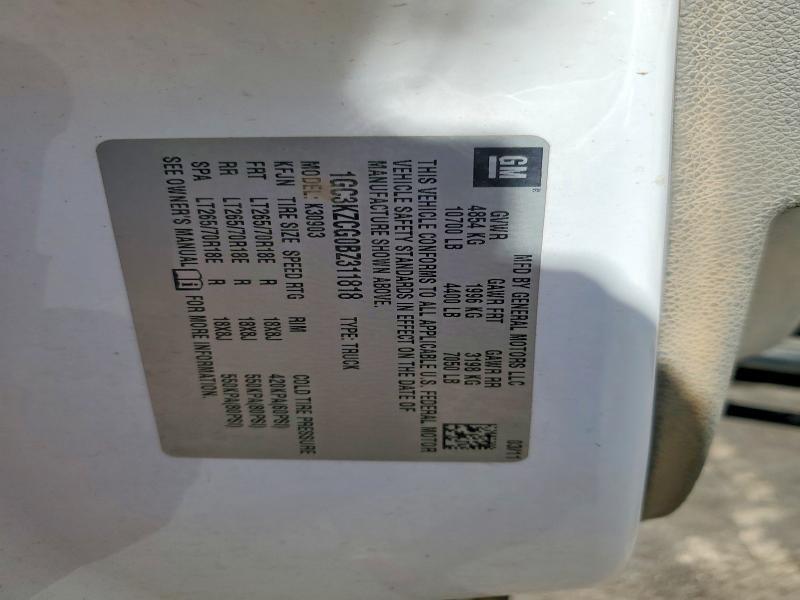 GM®
MFD BY GENERAL MOTORS LLC 03/11
GVWR GAWR FRT GAWR RR
4854 KG 1996 KG 3198 KG
10700 LB 4400 LB 7050 LB
THIS VEHICLE CONFORMS TO ALL APPLICABLE U.S. FEDERAL MOTOR
VEHICLE SAFETY STANDARDS IN EFFECT ON THE DATE OF
MANUFACTURE SHOWN ABOVE.
1GC3KZCG0BZ311818 TYPE: TRUCK
MODEL: K30903
KFJN TIRE SIZE SPEED RTG RIM COLD TIRE PRESSURE
FRT LT265/70R18E R 18X8J 420KPA(60PSI)
RR LT265/70R18E R 18X8J 550KPA(80PSI)
SPA LT265/70R18E R 18X8J 550KPA(80PSI)
SEE OWNER'S MANUAL FOR MORE INFORMATION.